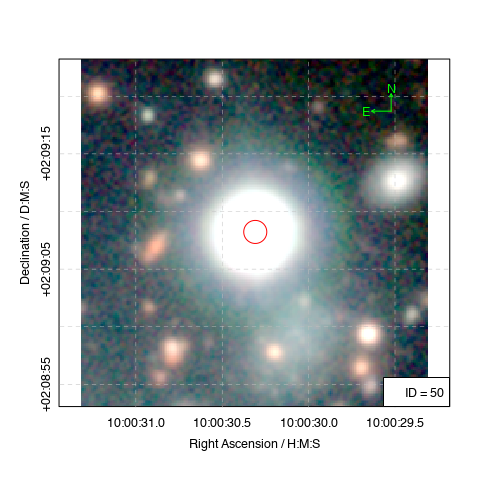 N
E
+02:09:15
+02:09:05
+02:08:55
Declination / D:M:S
ID = 50
10:00:31.0 10:00:30.5 10:00:30.0 10:00:29.5
Right Ascension / H:M:S